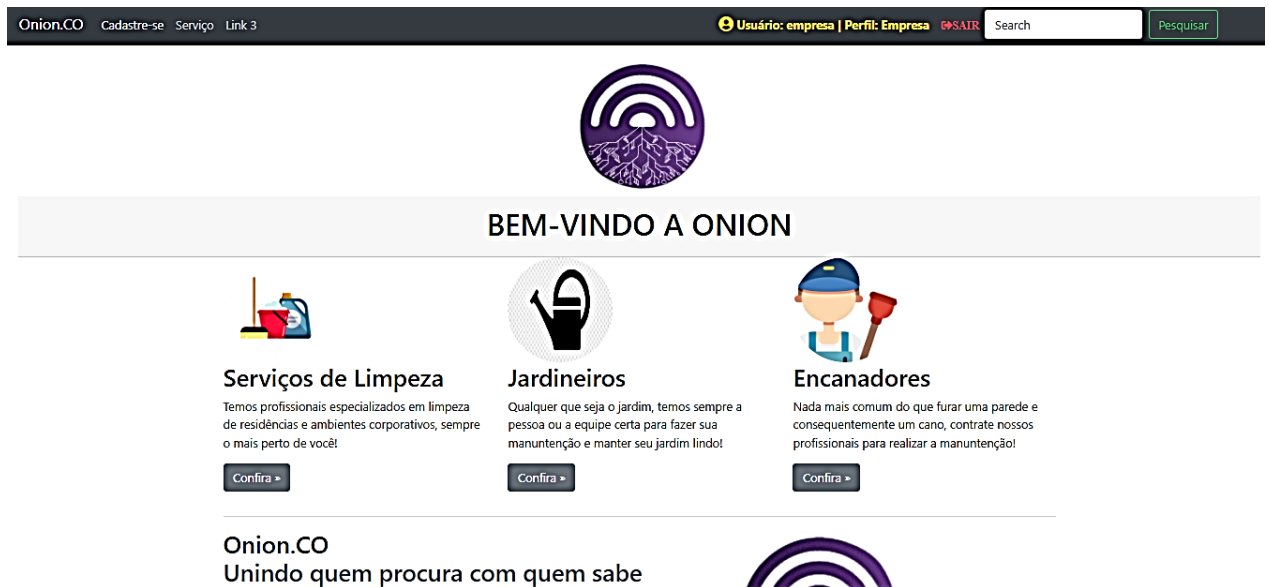 Onion.CO Cadastre-se Serviço Link 3 Usuário: empresa | Perfil: Empresa SAIR Search Pesquisar
BEM-VINDO A ONION
Serviços de Limpeza
Temos profissionais especializados em limpeza
de residências e ambientes corporativos, sempre
o mais perto de você!
Confira »
Jardineiros
Qualquer que seja o jardim, temos sempre a
pessoa ou a equipe certa para fazer sua
manuntenção e manter seu jardim lindo!
Confira »
Encanadores
Nada mais comum do que furar uma parede e
consequentemente um cano, contrate nossos
profissionais para realizar a manuntenção!
Confira »
Onion.CO
Unindo quem procura com quem sabe